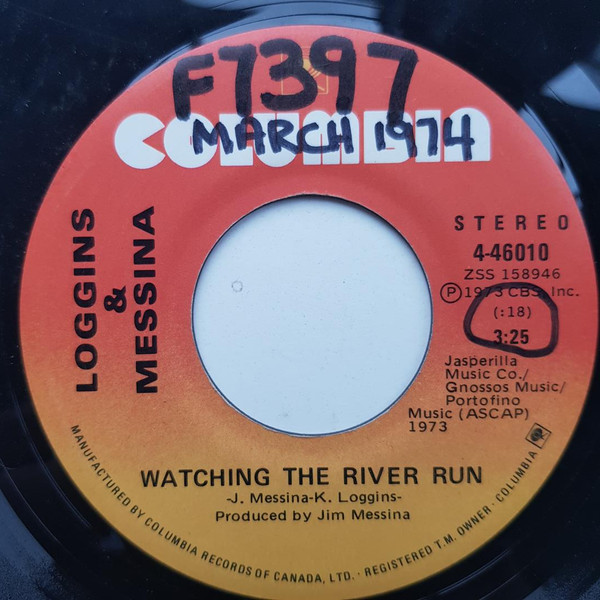 F7397
COLUMBIA
MARCH 1974
LOGGINS
&
MESSINA
STEREO
4-46010
ZSS 158946
Ⓟ1973 CBS, Inc.
(:18)
3:25
Jasperilla
Music Co./
Gnossos Music/
Portofino
Music (ASCAP)
1973
WATCHING THE RIVER RUN
-J. Messina-K. Loggins-
Produced by Jim Messina
MANUFACTURED BY COLUMBIA RECORDS OF CANADA, LTD. · REGISTERED T.M. OWNER · COLUMBIA